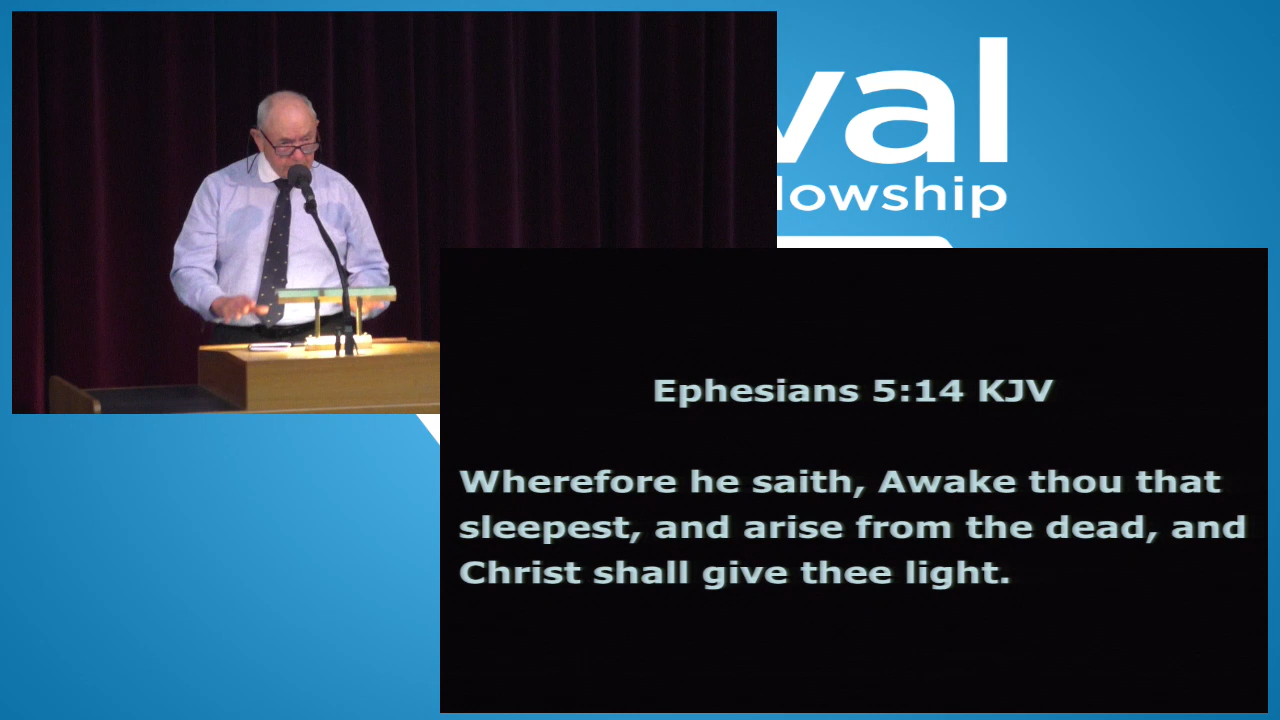 val
llowship
Ephesians 5:14 KJV
Wherefore he saith, Awake thou that
sleepest, and arise from the dead, and
Christ shall give thee light.